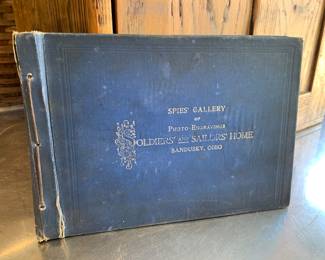 SPIES' GALLERY
OF
PHOTO-ENGRAVINGS
SOLDIERS' AND SAILORS' HOME
SANDUSKY, OHIO